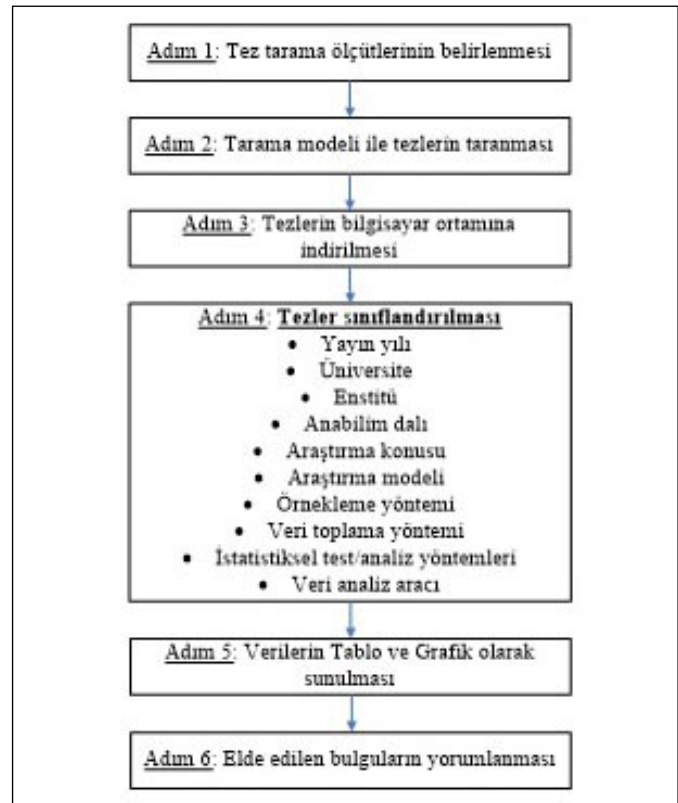 Adım 1: Tez tarama ölçütlerinin belirlenmesi
Adım 2: Tarama modeli ile tezlerin taranması
Adım 3: Tezlerin bilgisayar ortamına
indirilmesi
Adım 4: Tezler sınıflandırılması
• Yayın yılı
• Üniversite
• Enstitü
• Anabilim dalı
• Araştırma konusu
• Araştırma modeli
• Örnekleme yöntemi
• Veri toplama yöntemi
• İstatistiksel test/analiz yöntemleri
• Veri analiz aracı
Adım 5: Verilerin Tablo ve Grafik olarak
sunulması
Adım 6: Elde edilen bulguların yorumlanması